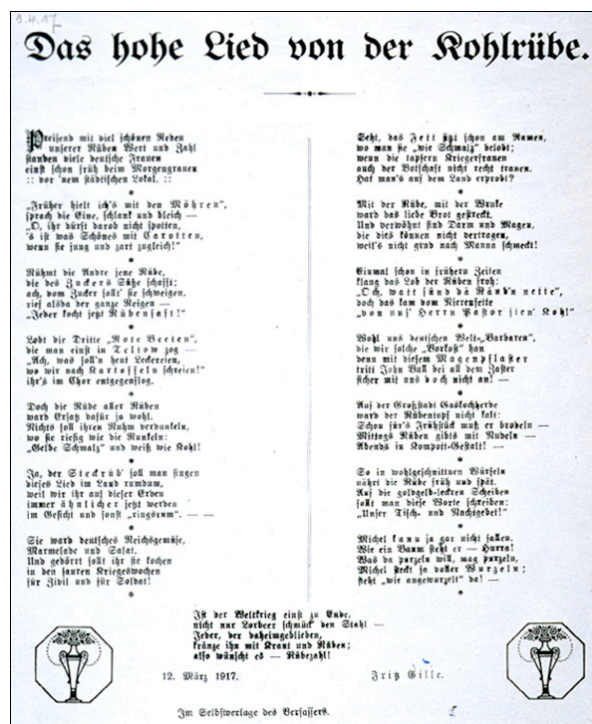 3.4.17
Das hohe Lied von der Kohlrübe.
Preisend mit viel schönen Reden
unserer Rüben Wert und Zahl
standen viele deutsche Frauen
einst schon früh beim Morgengrauen
:: vor 'nem städtischen Lokal. ::
*
„Früher hielt ich's mit den Möhren",
sprach die Eine, schlank und bleich —
„O, ihr dürft darob nicht spotten,
's ist was Schönes mit Carotten,
wenn sie jung und zart zugleich!"
*
Rühmt die Andre jene Rübe,
die des Zuckers Süße schafft:
ach, vom Zucker sollt' sie schweigen,
rief alsda der ganze Reigen —
„Jeder kocht jetzt Rübensaft!"
*
Lobt die Dritte „Rote Beeten",
die man einst in Teltow zog —
„Ach, was soll'n heut Leckereien,
wo wir nach Kartoffeln schreien!"
ihr's im Chor entgegenflog.
*
Doch die Rübe aller Rüben
ward Ersatz dafür ja wohl.
Nichts soll ihren Ruhm verdunkeln,
wo sie riesig wie die Runkeln:
„Gelbe Schmalz" und weiß wie Kohl!
*
Ja, der Steckrüb' soll man singen
dieses Lied im Land rundum,
weil wir ihr auf dieser Erden
immer ähnlicher jetzt werden
im Gesicht und sonst „ringsrum". — —
*
Sie ward deutsches Reichsgemüse,
Marmelade und Salat.
Und gedörrt sollt ihr sie kochen
in den sauren Kriegeswochen
für Zivil und für Soldat!
*
Seht, das Fett sitzt schon am Namen,
wo man sie „wie Schmalz" belobt;
wenn die tapfern Kriegerfrauen
auch der Botschaft nicht recht trauen.
Hat man's auf dem Land erprobt?
*
Mit der Rübe, mit der Wruke
ward das liebe Brot gestreckt.
Und verwöhnt sind Darm und Magen,
die dies können nicht vertragen,
weil's nicht grad nach Manna schmeckt!
*
Einmal schon in frühern Zeiten
klang das Lob der Rüben froh:
„Och, watt sünd dä Räub'n nette",
doch das kam vom Nierenfette
„von uns' Herrn Pastor sien' Kohl!"
*
Wohl uns deutschen Welt-„Barbaren",
die wir solche „Vorkost" han
denn mit diesem Magenpflaster
tritt John Bull bei all dem Zaster
sicher mit uns doch nicht an! —
*
Auf der Großstadt Gaskochherde
ward der Rübentopf nicht kalt:
Schon für's Frühstück muß er brodeln —
Mittags Rüben gibts mit Nudeln —
Abends in Kompott-Gestalt! —
*
So in wohlgeschnittnen Würfeln
nährt die Rübe früh und spät.
Auf die goldgelb-leckren Scheiben
sollt man diese Worte schreiben:
„Unser Tisch- und Nachtgebet!"
*
Michel kann ja gar nicht fallen.
Wie ein Baum steht er — Hurra!
Was da purzeln will, mag purzeln,
Michel steckt ja voller Wurzeln;
steht „wie angewurzelt" da! —
*
Ist der Weltkrieg einst zu Ende,
nicht nur Lorbeer schmück' den Stahl —
Jeder, der daheimgeblieben,
kränze ihn mit Kraut und Rüben;
also wünscht es — Rübezahl!
12. März 1917.
Fritz Gille.
Im Selbstverlage des Verfassers.